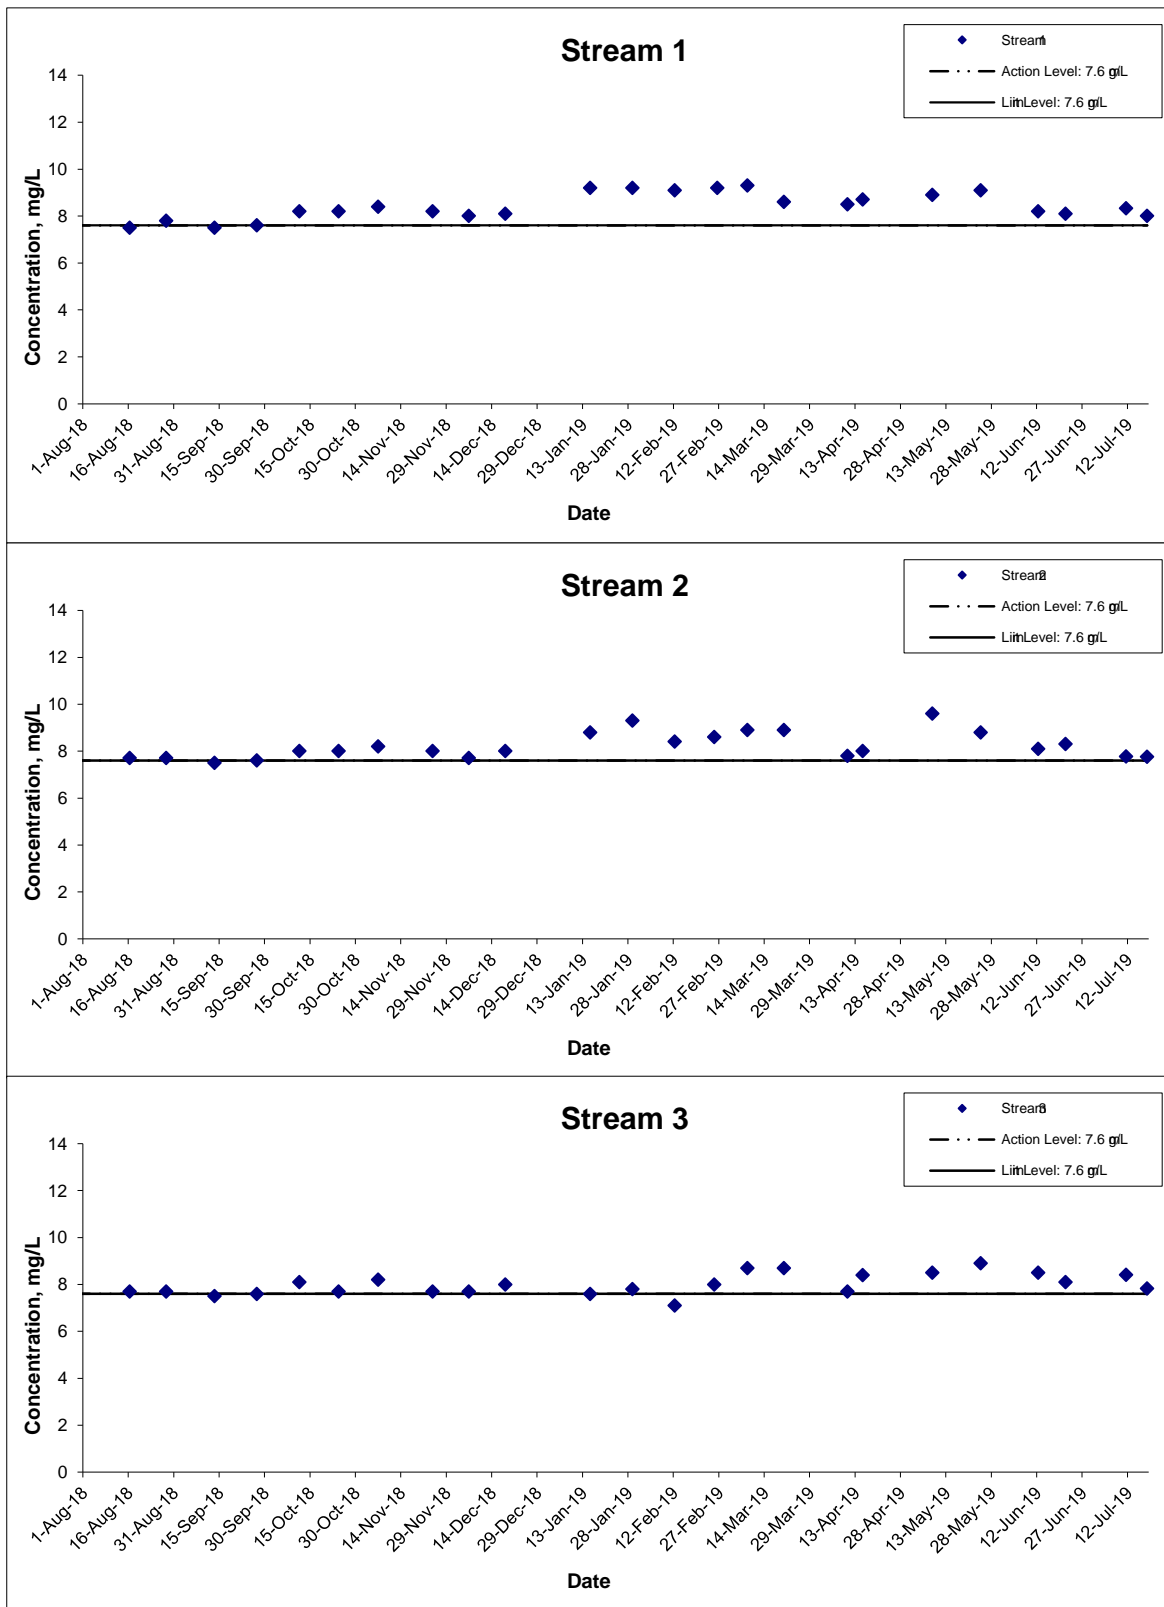 Stream 1
Stream1
Action Level: 7.6 mg/L
Limit Level: 7.6 mg/L
Concentration, mg/L
14
12
10
8
6
4
2
0
1-Aug-18
16-Aug-18
31-Aug-18
15-Sep-18
30-Sep-18
15-Oct-18
30-Oct-18
14-Nov-18
29-Nov-18
14-Dec-18
29-Dec-18
13-Jan-19
28-Jan-19
12-Feb-19
27-Feb-19
14-Mar-19
29-Mar-19
13-Apr-19
28-Apr-19
13-May-19
28-May-19
12-Jun-19
27-Jun-19
12-Jul-19
Date
Stream 2
Stream2
Action Level: 7.6 mg/L
Limit Level: 7.6 mg/L
Concentration, mg/L
14
12
10
8
6
4
2
0
1-Aug-18
16-Aug-18
31-Aug-18
15-Sep-18
30-Sep-18
15-Oct-18
30-Oct-18
14-Nov-18
29-Nov-18
14-Dec-18
29-Dec-18
13-Jan-19
28-Jan-19
12-Feb-19
27-Feb-19
14-Mar-19
29-Mar-19
13-Apr-19
28-Apr-19
13-May-19
28-May-19
12-Jun-19
27-Jun-19
12-Jul-19
Date
Stream 3
Stream3
Action Level: 7.6 mg/L
Limit Level: 7.6 mg/L
Concentration, mg/L
14
12
10
8
6
4
2
0
1-Aug-18
16-Aug-18
31-Aug-18
15-Sep-18
30-Sep-18
15-Oct-18
30-Oct-18
14-Nov-18
29-Nov-18
14-Dec-18
29-Dec-18
13-Jan-19
28-Jan-19
12-Feb-19
27-Feb-19
14-Mar-19
29-Mar-19
13-Apr-19
28-Apr-19
13-May-19
28-May-19
12-Jun-19
27-Jun-19
12-Jul-19
Date